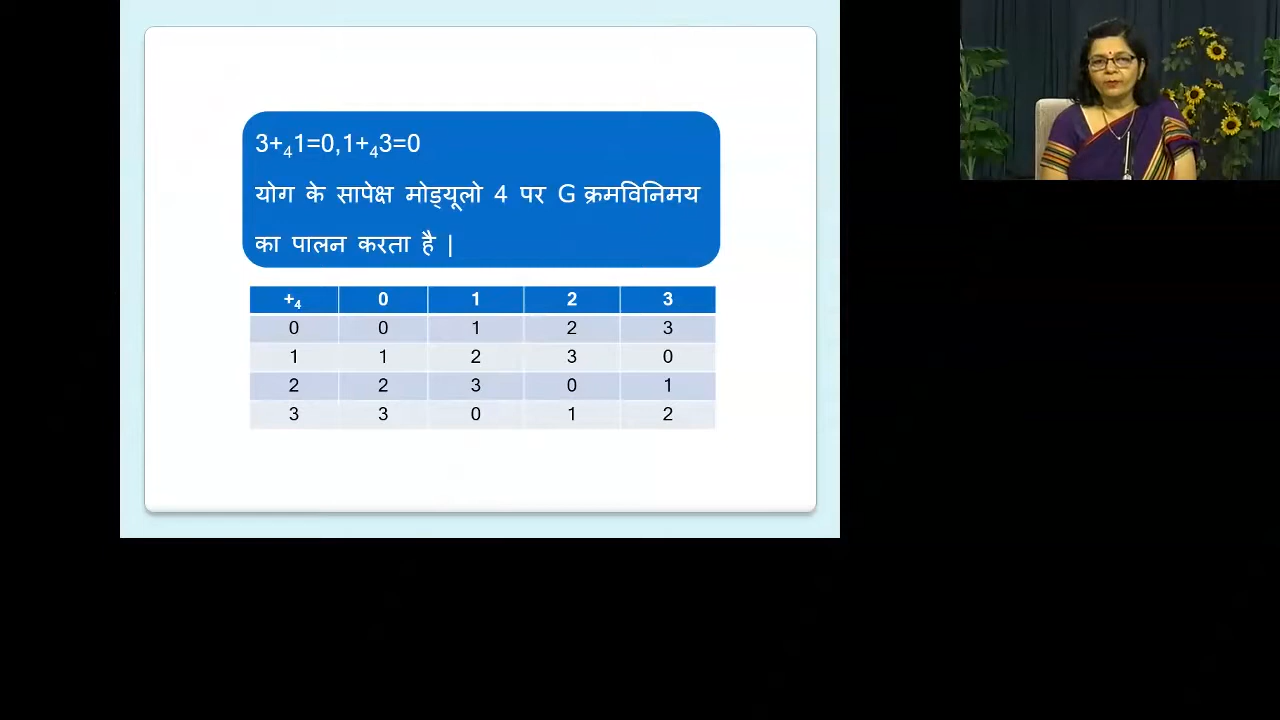 3+₄1=0,1+₄3=0
योग के सापेक्ष मोड्यूलो 4 पर G क्रमविनिमय
का पालन करता है |
+₄ 0 1 2 3
0 0 1 2 3
1 1 2 3 0
2 2 3 0 1
3 3 0 1 2